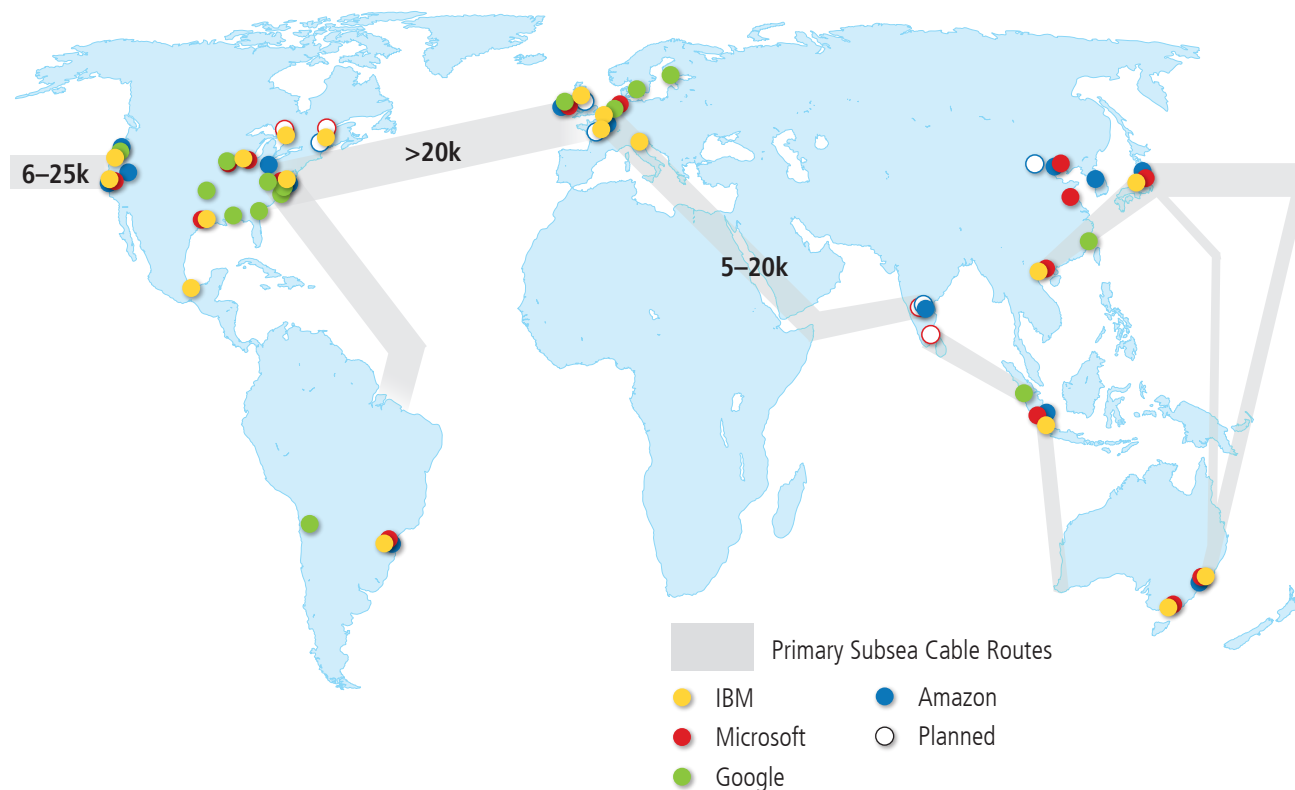 6–25k
>20k
5–20k
Primary Subsea Cable Routes
IBM
Amazon
Microsoft
Planned
Google